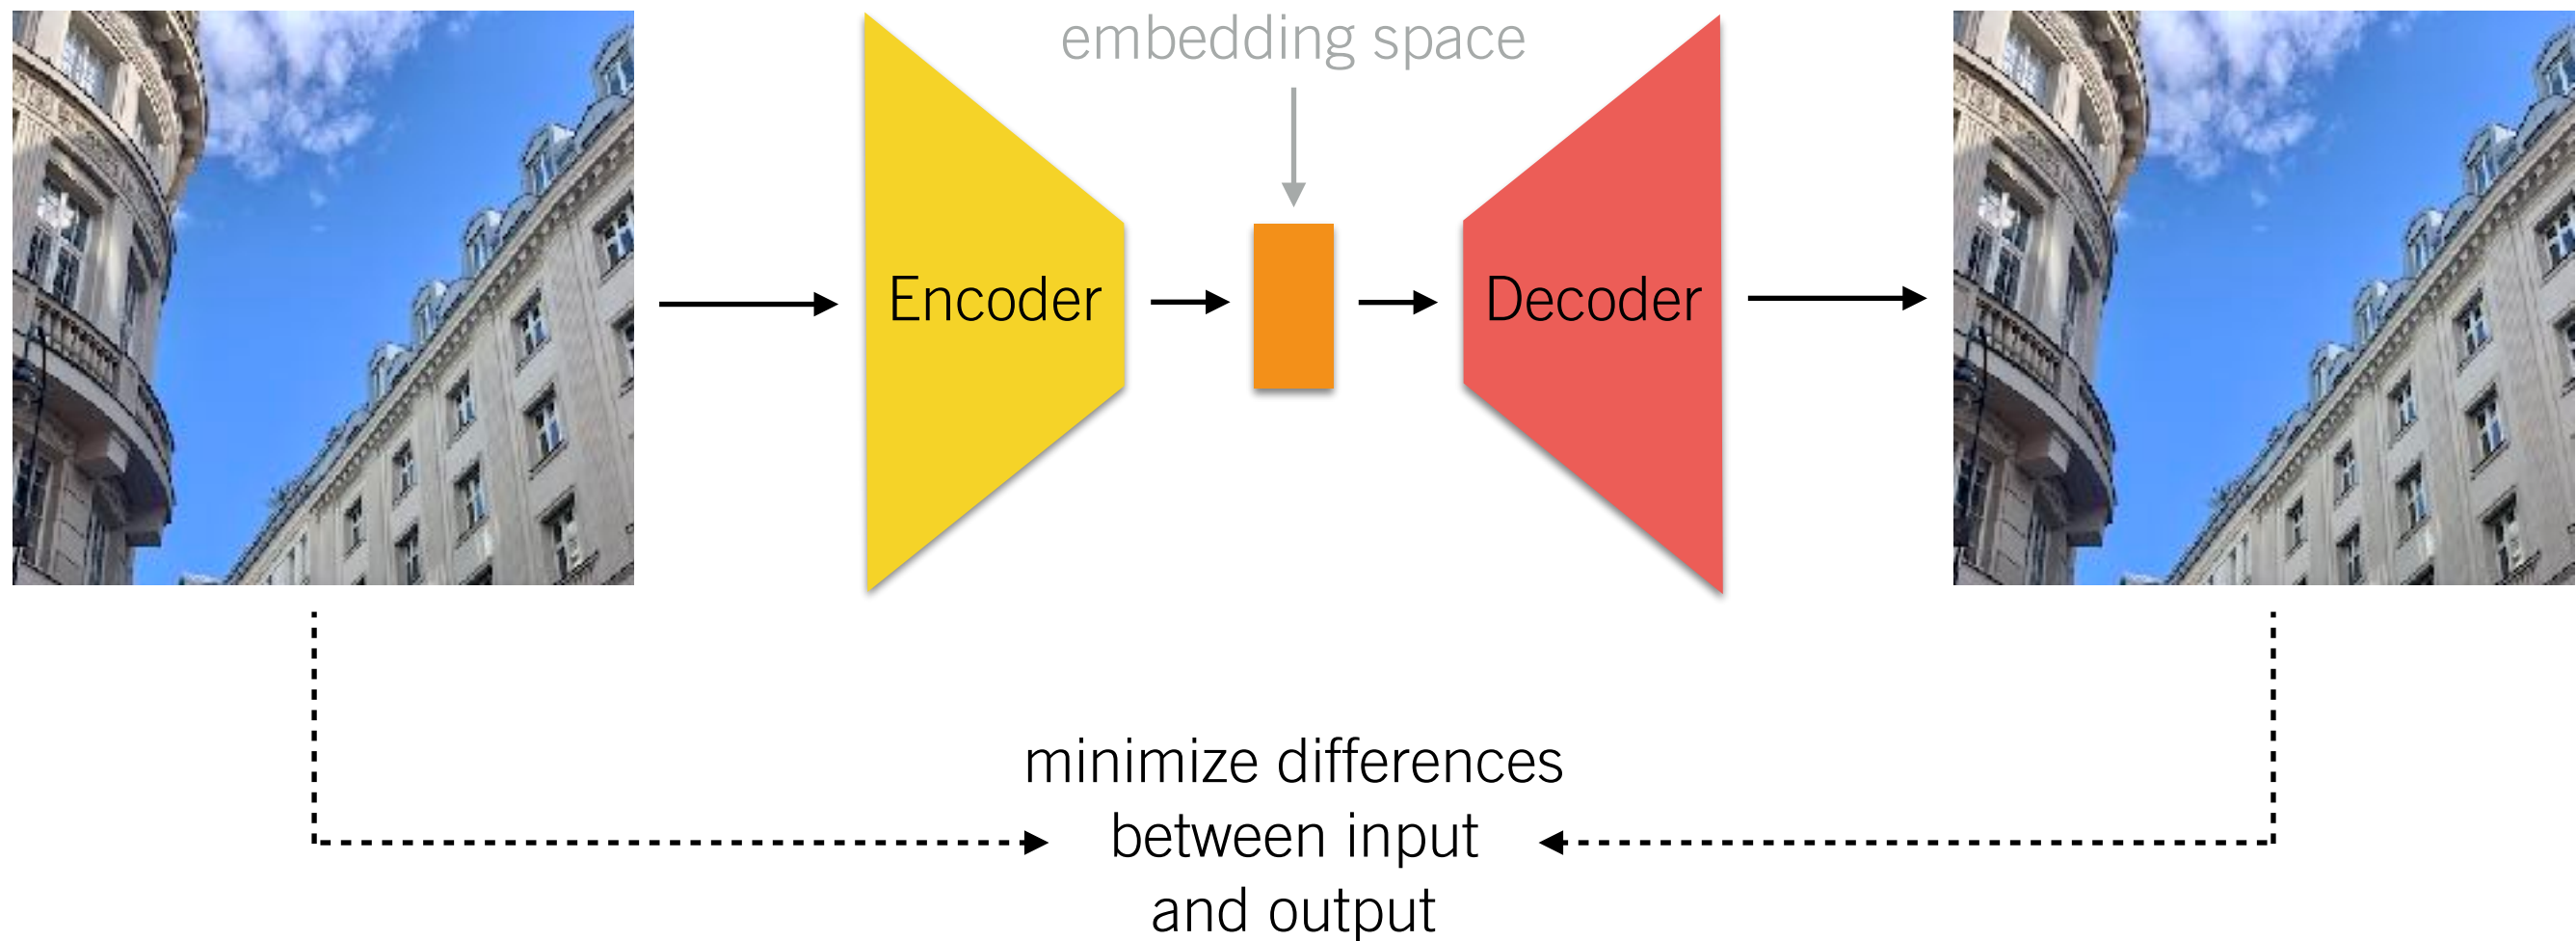 embedding space
Encoder
Decoder
minimize differences
between input
and output